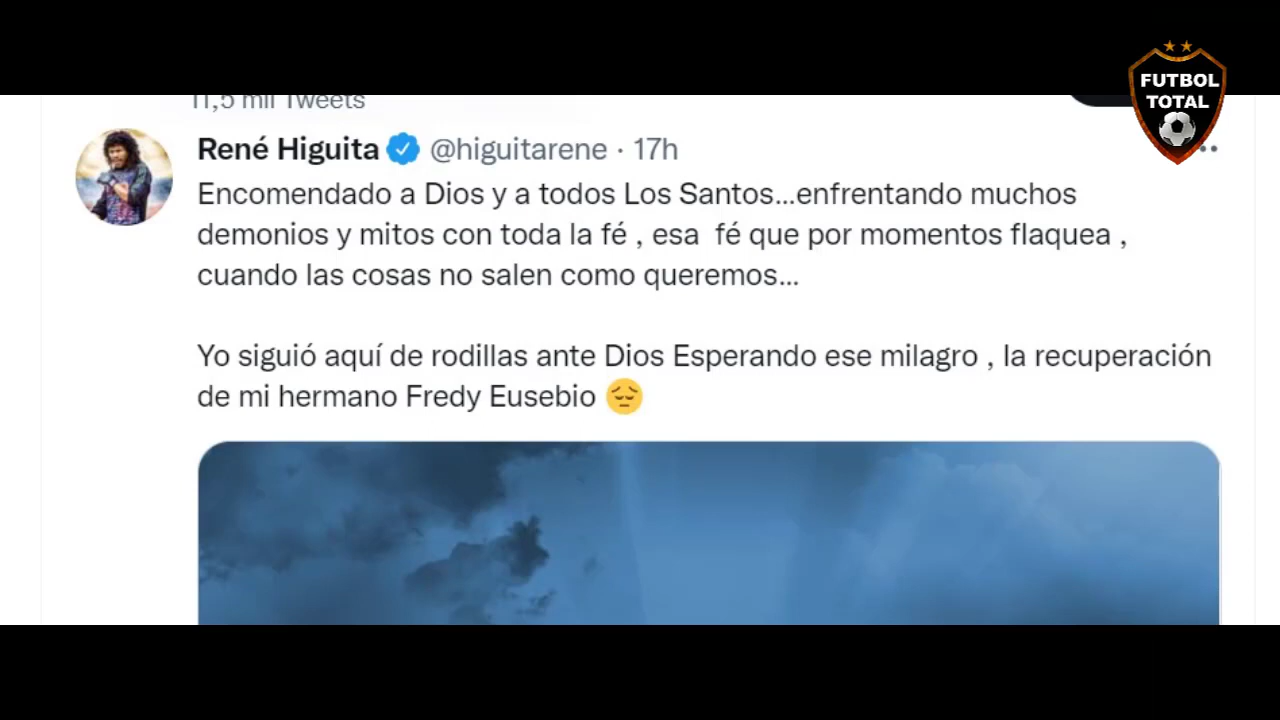 11,5 mil Tweets
FUTBOL
TOTAL
René Higuita @higuitarene · 17h
Encomendado a Dios y a todos Los Santos...enfrentando muchos
demonios y mitos con toda la fé , esa  fé que por momentos flaquea ,
cuando las cosas no salen como queremos...
Yo siguió aquí de rodillas ante Dios Esperando ese milagro , la recuperación
de mi hermano Fredy Eusebio 😔